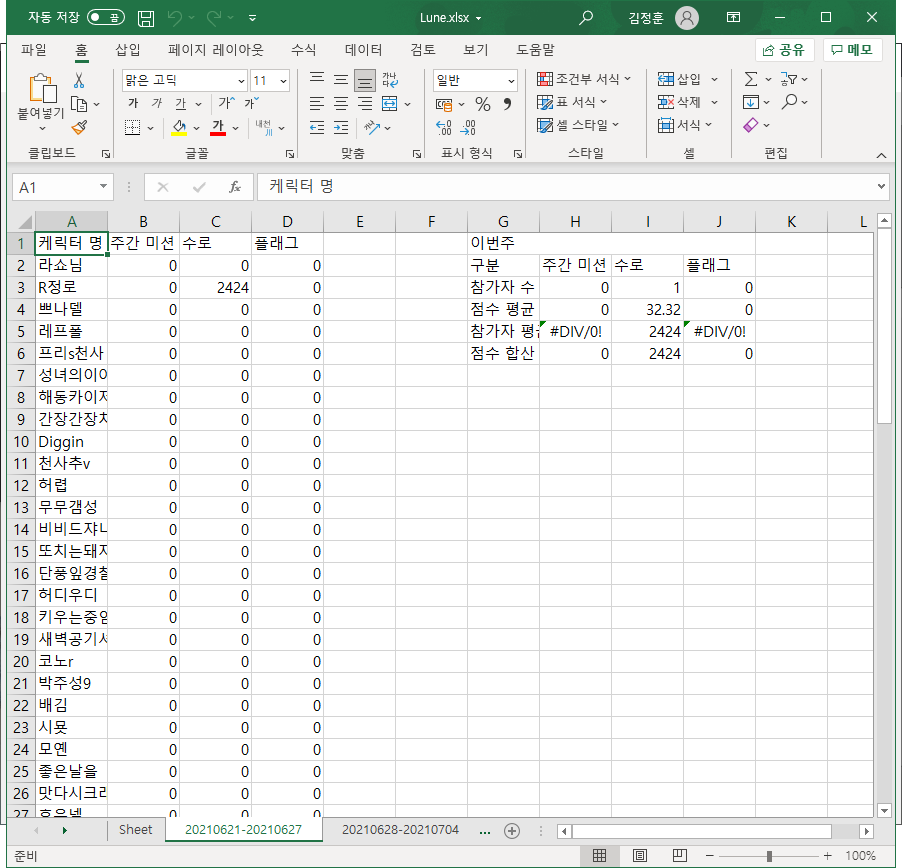 자동 저장 끔 Lune.xlsx 김정훈
파일 홈 삽입 페이지 레이아웃 수식 데이터 검토 보기 도움말 공유 메모
붙여넣기 맑은 고딕 11 가나 일반 조건부 서식 삽입
가 가 가 가 가 % 표 서식 삭제
가 내천 셀 스타일 서식
클립보드 글꼴 맞춤 표시 형식 스타일 셀 편집
A1 fx 케릭터 명
A B C D E F G H I J K L
1 케릭터 명 주간 미션 수로 플래그 이번주
2 라쇼님 0 0 0 구분 주간 미션 수로 플래그
3 R정로 0 2424 0 참가자 수 0 1 0
4 쁘나델 0 0 0 점수 평균 0 32.32 0
5 레프폴 0 0 0 참가자 평균 #DIV/0! 2424 #DIV/0!
6 프리s천사 0 0 0 점수 합산 0 2424 0
7 성녀의이야 0 0 0
8 해동카이저 0 0 0
9 간장간장치 0 0 0
10 Diggin 0 0 0
11 천사추v 0 0 0
12 허렵 0 0 0
13 무무갬성 0 0 0
14 비비드쟈니 0 0 0
15 또치는돼지 0 0 0
16 단풍잎경찰 0 0 0
17 허디우디 0 0 0
18 키우는중임 0 0 0
19 새벽공기서 0 0 0
20 코노r 0 0 0
21 박주성9 0 0 0
22 배김 0 0 0
23 시묫 0 0 0
24 모옌 0 0 0
25 좋은날을 0 0 0
26 맛다시크리 0 0 0
27 0 0 0
Sheet 20210621-20210627 20210628-20210704 ...
준비 100%